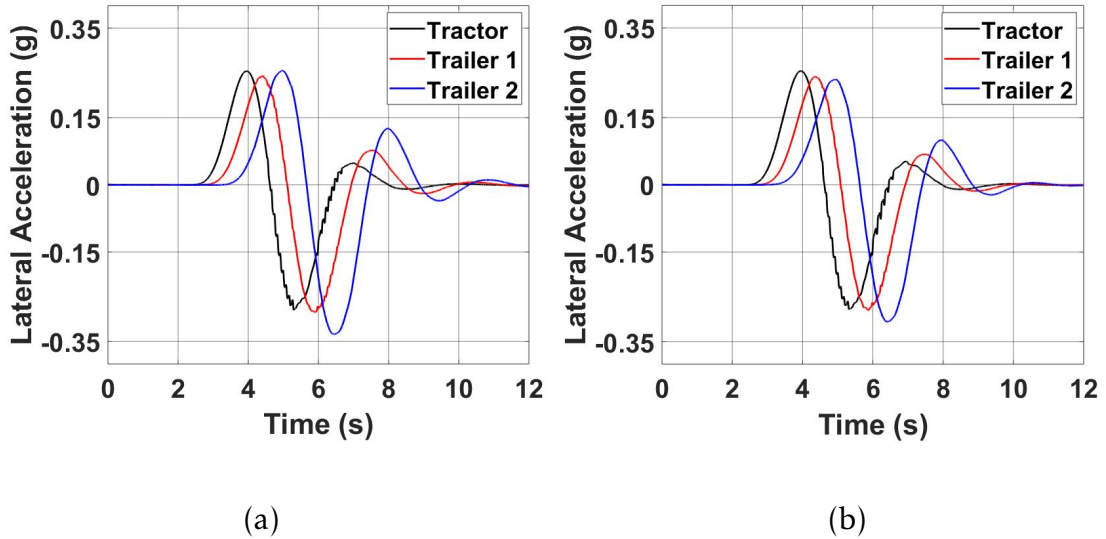 Lateral Acceleration (g)
0.35
0.15
0
-0.15
-0.35
Tractor
Trailer 1
Trailer 2
0 2 4 6 8 10 12
Time (s)
(a)
Lateral Acceleration (g)
0.35
0.15
0
-0.15
-0.35
Tractor
Trailer 1
Trailer 2
0 2 4 6 8 10 12
Time (s)
(b)